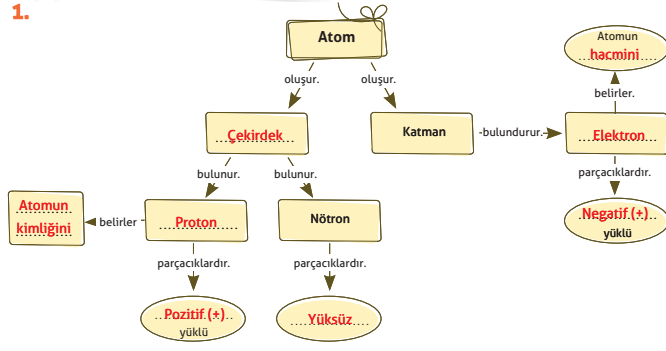 1.
Atom
Atomun
hacmini
oluşur.
oluşur.
belirler.
Çekirdek
Katman
bulundurur.
Elektron
bulunur.
bulunur.
parçacıklardır.
Atomun
kimliğini
belirler
Proton
Nötron
Negatif (+)
yüklü
parçacıklardır.
parçacıklardır.
Pozitif (+)
yüklü
Yüksüz